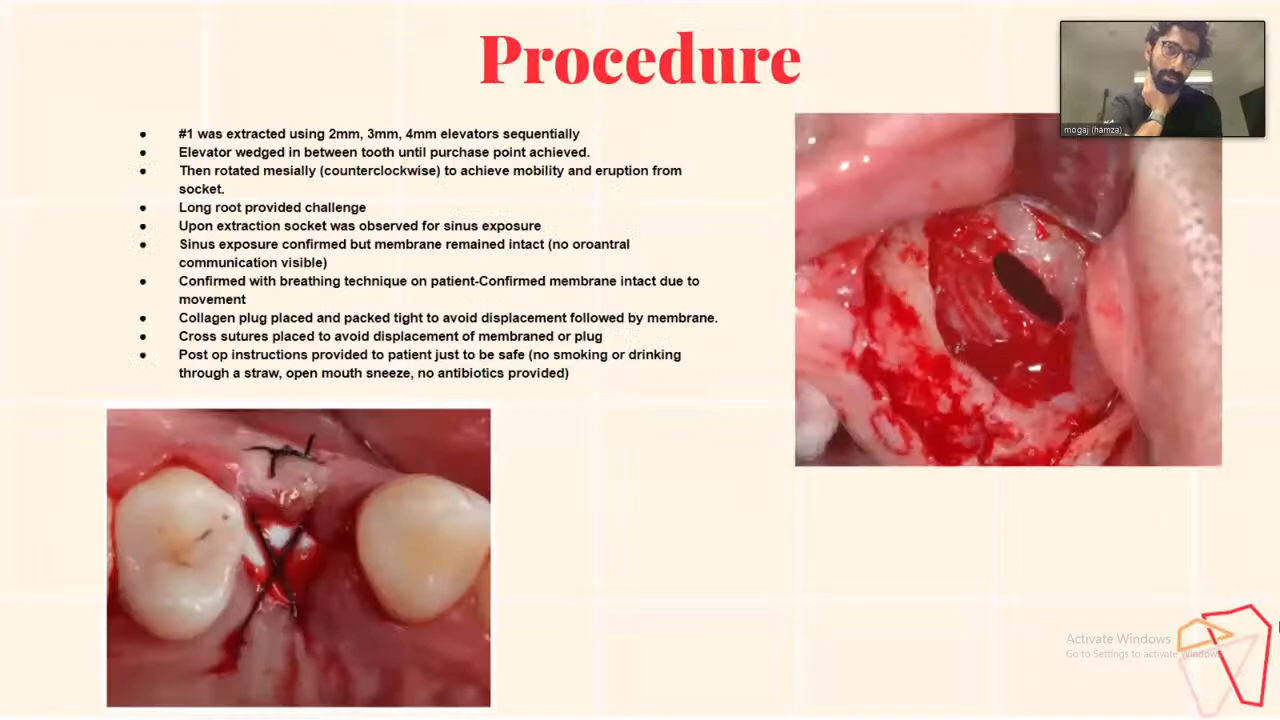 Procedure
mogaj (hamza)
#1 was extracted using 2mm, 3mm, 4mm elevators sequentially
Elevator wedged in between tooth until purchase point achieved.
Then rotated mesially (counterclockwise) to achieve mobility and eruption from
socket.
Long root provided challenge
Upon extraction socket was observed for sinus exposure
Sinus exposure confirmed but membrane remained intact (no oroantral
communication visible)
Confirmed with breathing technique on patient-Confirmed membrane intact due to
movement
Collagen plug placed and packed tight to avoid displacement followed by membrane.
Cross sutures placed to avoid displacement of membraned or plug
Post op instructions provided to patient just to be safe (no smoking or drinking
through a straw, open mouth sneeze, no antibiotics provided)
Activate Windows
Go to Settings to activate Windows.